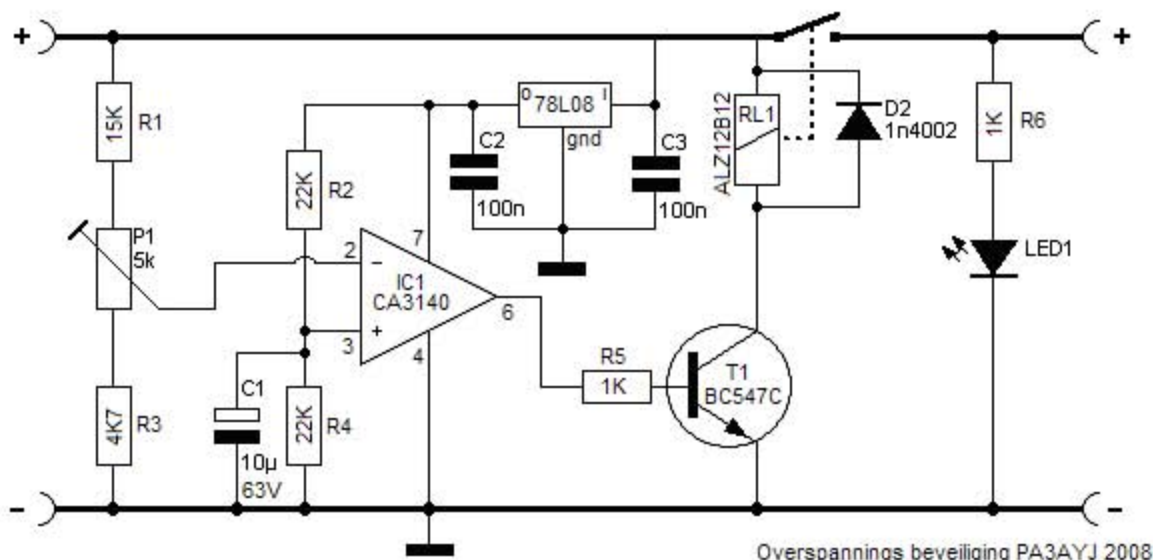 +
+
15K
R1
O
78L08
I
gnd
C2
100n
C3
100n
ALZ12B12
RL1
D2
1n4002
1K
R6
22K
R2
P1
5k
2
−
7
IC1
CA3140
6
3
+
4
LED1
R5
1K
T1
BC547C
4K7
R3
C1
10µ
63V
22K
R4
−
−
Overspannings beveiliging PA3AYJ 2008